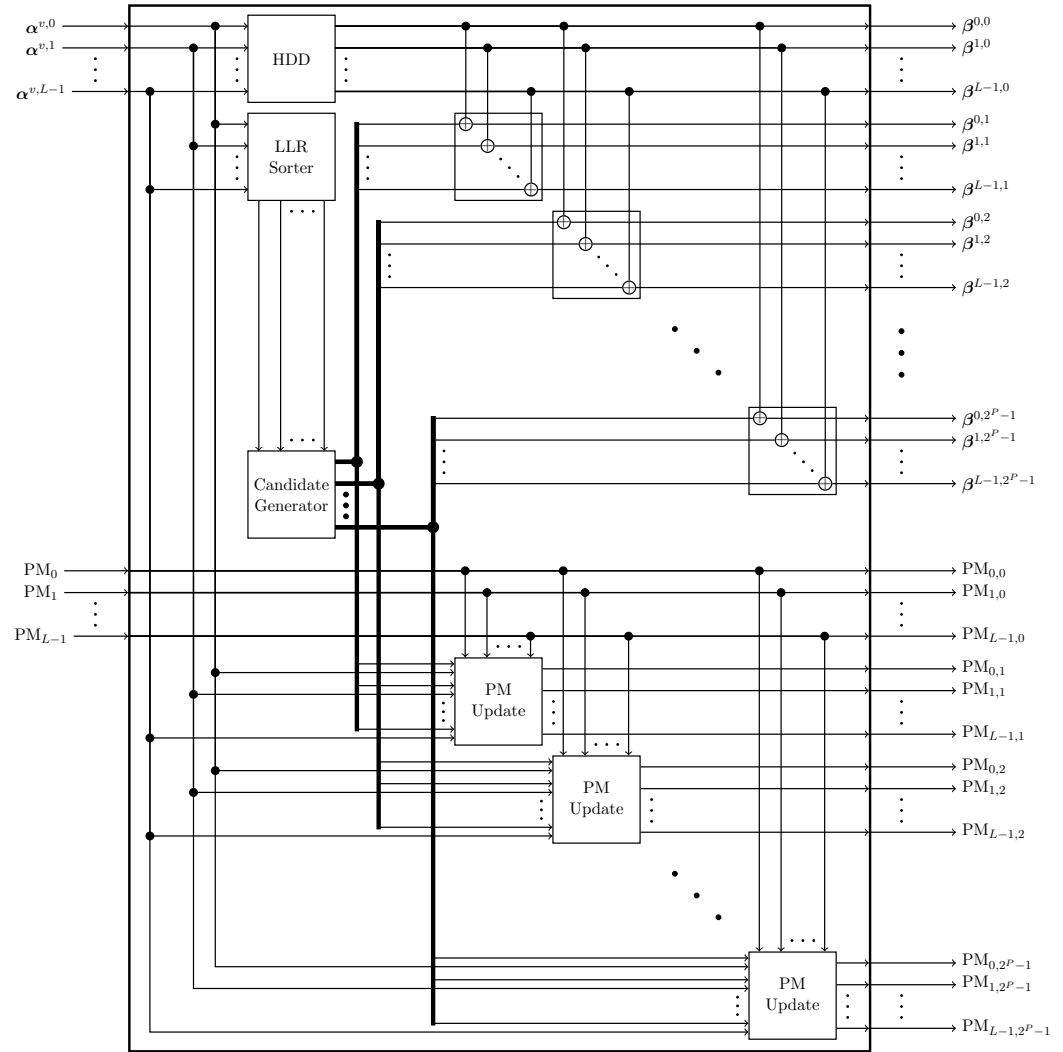 α^{v,0}
α^{v,1}
α^{v,L−1}
HDD
β^{0,0}
β^{1,0}
β^{L−1,0}
LLR
Sorter
β^{0,1}
β^{1,1}
β^{L−1,1}
β^{0,2}
β^{1,2}
β^{L−1,2}
β^{0,2^P−1}
β^{1,2^P−1}
β^{L−1,2^P−1}
Candidate
Generator
PM_0
PM_1
PM_{L−1}
PM_{0,0}
PM_{1,0}
PM_{L−1,0}
PM
Update
PM_{0,1}
PM_{1,1}
PM_{L−1,1}
PM
Update
PM_{0,2}
PM_{1,2}
PM_{L−1,2}
PM
Update
PM_{0,2^P−1}
PM_{1,2^P−1}
PM_{L−1,2^P−1}